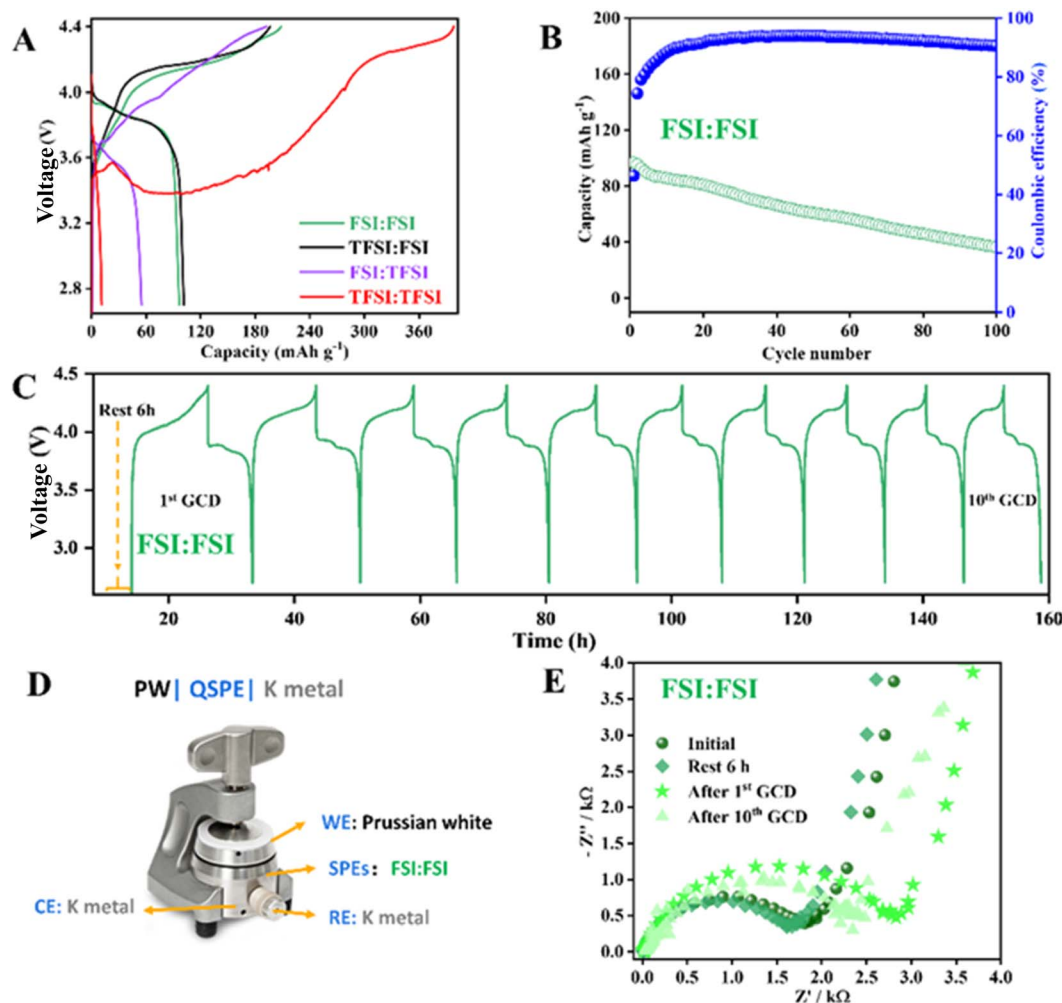 A
4.4
4.0
3.6
3.2
2.8
Voltage (V)
FSI:FSI
TFSI:FSI
FSI:TFSI
TFSI:TFSI
0 60 120 180 240 300 360
Capacity (mAh g⁻¹)
B
200
160
120
80
40
0
Capacity (mAh g⁻¹)
FSI:FSI
100
80
60
40
20
0
Coulombic efficiency (%)
0 20 40 60 80 100
Cycle number
C
4.5
4.0
3.5
3.0
Voltage (V)
Rest 6h
1ˢᵗ GCD
10ᵗʰ GCD
FSI:FSI
20 40 60 80 100 120 140 160
Time (h)
D
PW| QSPE| K metal
WE: Prussian white
SPEs: FSI:FSI
CE: K metal
RE: K metal
E
4.0
3.5
3.0
2.5
2.0
1.5
1.0
0.5
0.0
- Z'' / kΩ
FSI:FSI
Initial
Rest 6 h
After 1ˢᵗ GCD
After 10ᵗʰ GCD
0.0 0.5 1.0 1.5 2.0 2.5 3.0 3.5 4.0
Z' / kΩ